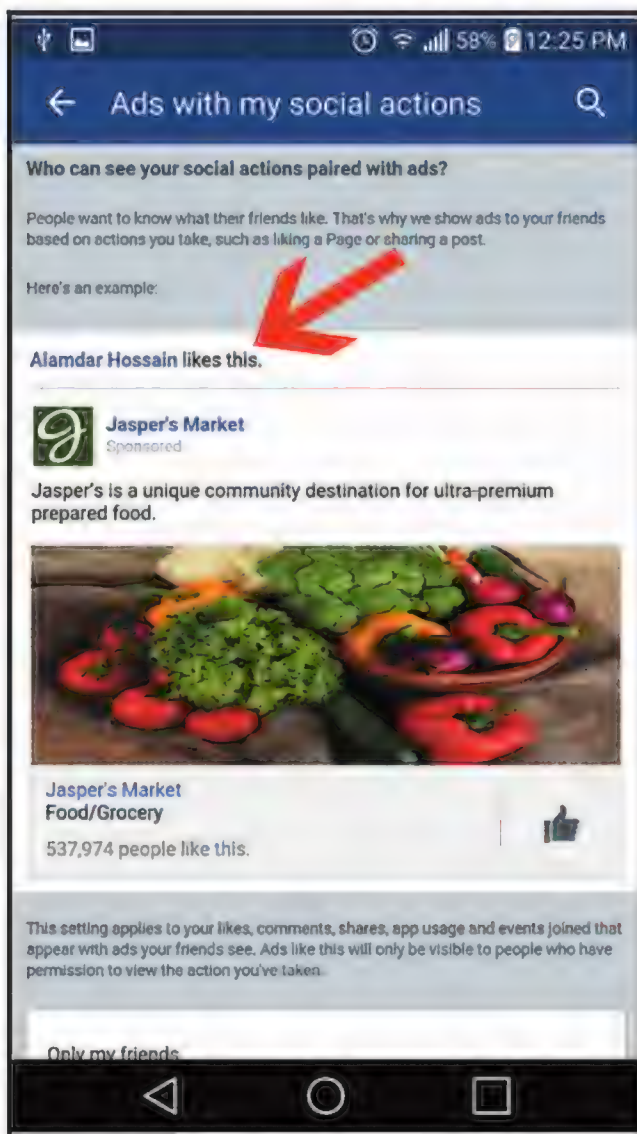 58% 12:25 PM
Ads with my social actions
Who can see your social actions paired with ads?
People want to know what their friends like. That's why we show ads to your friends
based on actions you take, such as liking a Page or sharing a post.
Here's an example:
Alamdar Hossain likes this.
Jasper's Market
Sponsored
Jasper's is a unique community destination for ultra-premium
prepared food.
Jasper's Market
Food/Grocery
537,974 people like this.
This setting applies to your likes, comments, shares, app usage and events joined that
appear with ads your friends see. Ads like this will only be visible to people who have
permission to view the action you've taken.
Only my friends